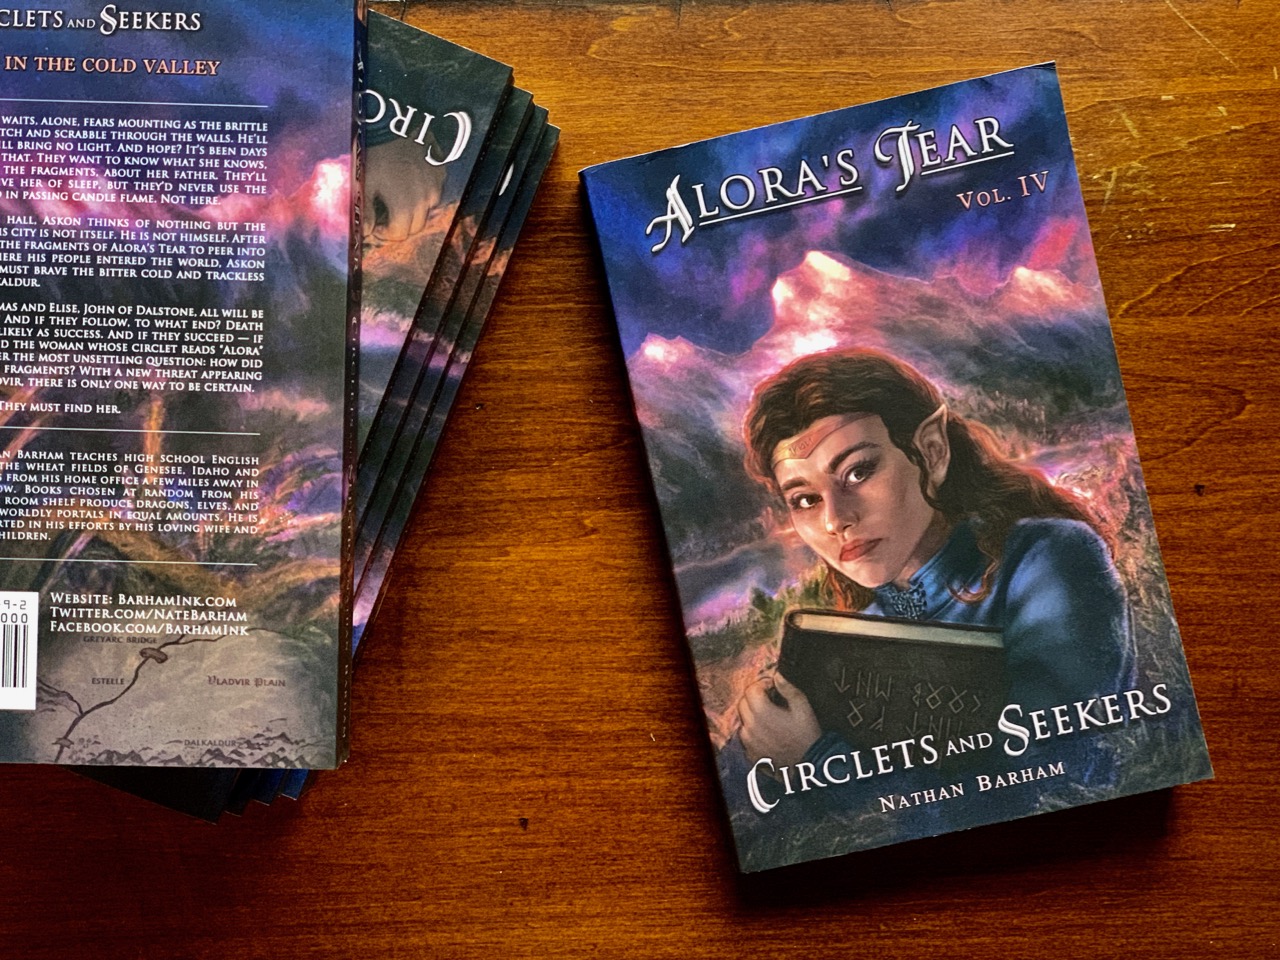 CLETS AND SEEKERS
IN THE COLD VALLEY
WAITS, ALONE, FEARS MOUNTING AS THE BRITTLE
TCH AND SCRABBLE THROUGH THE WALLS. HE'LL
LL BRING NO LIGHT. AND HOPE? IT'S BEEN DAYS
THAT. THEY WANT TO KNOW WHAT SHE KNOWS,
THE FRAGMENTS, ABOUT HER FATHER. THEY'LL
VE HER OF SLEEP, BUT THEY'D NEVER USE THE
IN PASSING CANDLE FLAME. NOT HERE.
HALL, ASKON THINKS OF NOTHING BUT THE
IS CITY IS NOT ITSELF. HE IS NOT HIMSELF. AFTER
THE FRAGMENTS OF ALORA'S TEAR TO PEER INTO
HERE HIS PEOPLE ENTERED THE WORLD, ASKON
MUST BRAVE THE BITTER COLD AND TRACKLESS
KALDUR.
MAS AND ELISE, JOHN OF DALSTONE, ALL WILL BE
AND IF THEY FOLLOW, TO WHAT END? DEATH
LIKELY AS SUCCESS. AND IF THEY SUCCEED — IF
D THE WOMAN WHOSE CIRCLET READS "ALORA"
ER THE MOST UNSETTLING QUESTION: HOW DID
FRAGMENTS? WITH A NEW THREAT APPEARING
DVIR, THERE IS ONLY ONE WAY TO BE CERTAIN.
THEY MUST FIND HER.
AN BARHAM TEACHES HIGH SCHOOL ENGLISH
THE WHEAT FIELDS OF GENESEE, IDAHO AND
S FROM HIS HOME OFFICE A FEW MILES AWAY IN
OW. BOOKS CHOSEN AT RANDOM FROM HIS
ROOM SHELF PRODUCE DRAGONS, ELVES, AND
WORLDLY PORTALS IN EQUAL AMOUNTS. HE IS
RTED IN HIS EFFORTS BY HIS LOVING WIFE AND
HILDREN.
9-2
000
WEBSITE: BARHAMINK.COM
TWITTER.COM/NATEBARHAM
FACEBOOK.COM/BARHAMINK
GREYARC BRIDGE
ESTELE
VLADVIR PLAIN
DALKALDUR
CIRC
ALORA'S TEAR
VOL. IV
CIRCLETS AND SEEKERS
NATHAN BARHAM